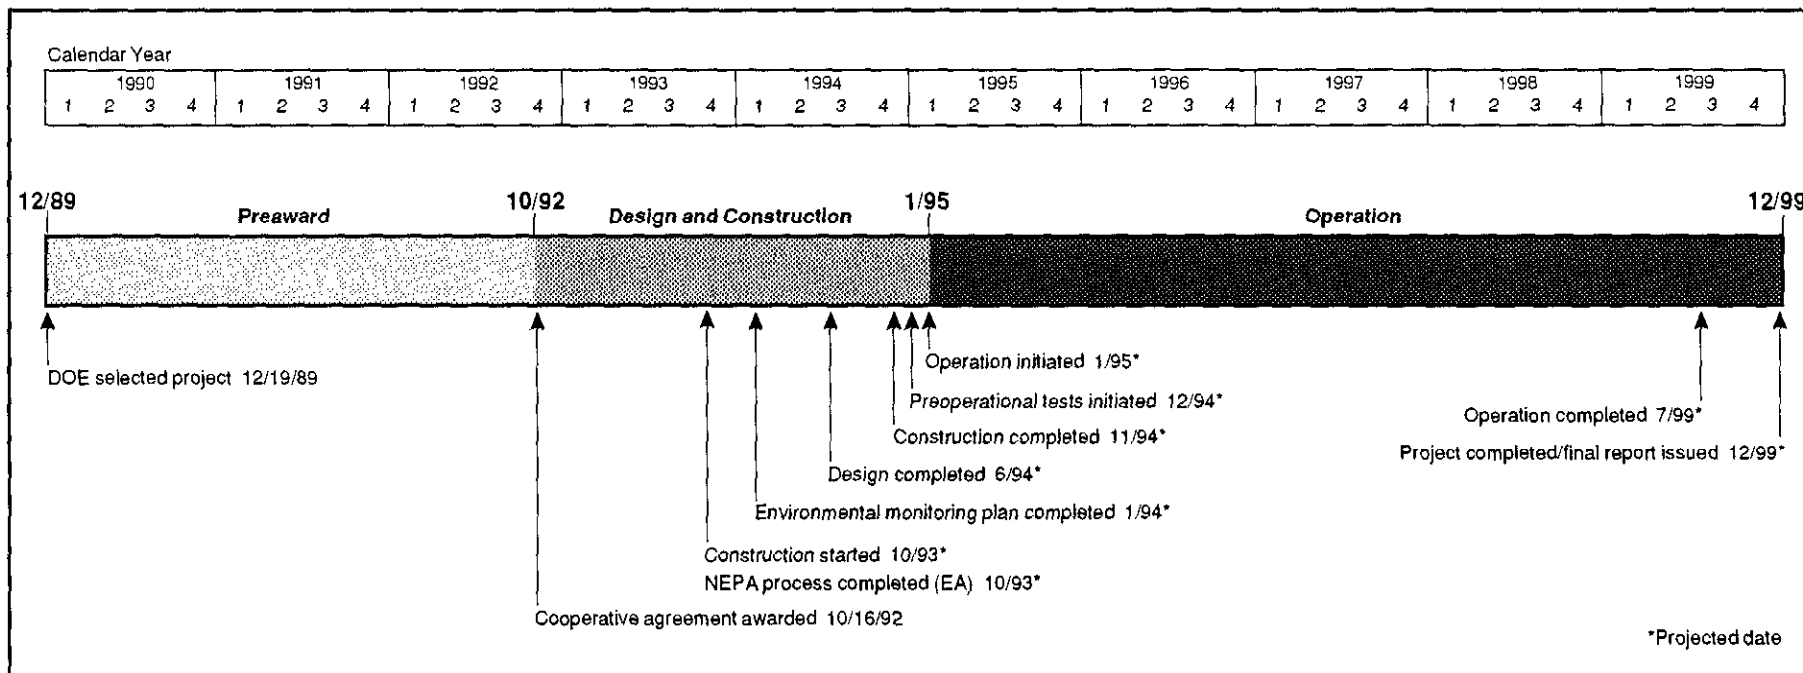 Calendar Year
1990 1991 1992 1993 1994 1995 1996 1997 1998 1999
1 2 3 4 1 2 3 4 1 2 3 4 1 2 3 4 1 2 3 4 1 2 3 4 1 2 3 4 1 2 3 4 1 2 3 4 1 2 3 4
12/89 Preaward 10/92 Design and Construction 1/95 Operation 12/99
Operation initiated 1/95*
DOE selected project 12/19/89
Preoperational tests initiated 12/94*
Operation completed 7/99*
Construction completed 11/94*
Project completed/final report issued 12/99*
Design completed 6/94*
Environmental monitoring plan completed 1/94*
Construction started 10/93*
NEPA process completed (EA) 10/93*
Cooperative agreement awarded 10/16/92
*Projected date